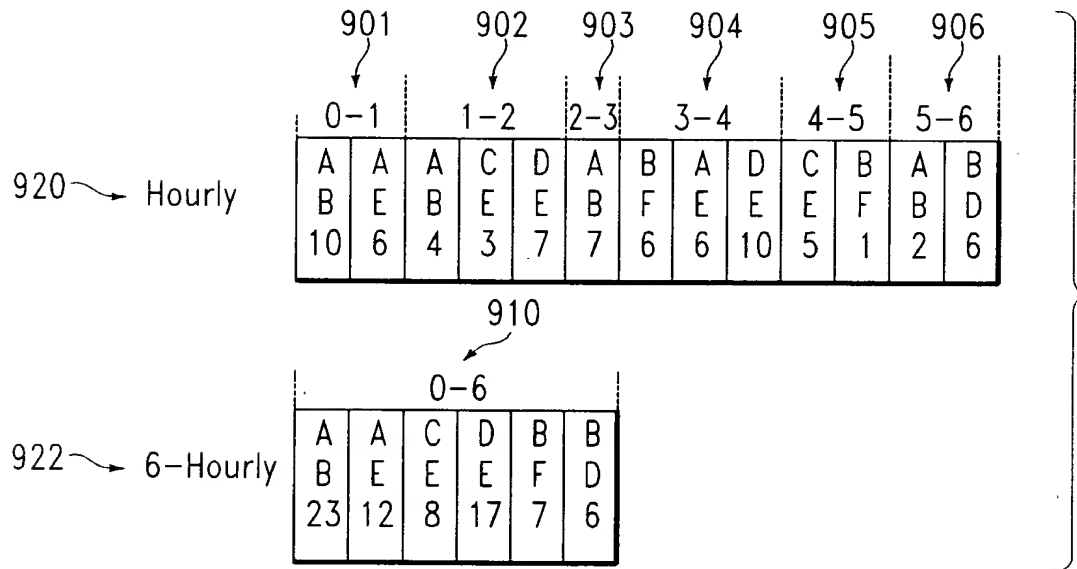 901 902 903 904 905 906
0-1 1-2 2-3 3-4 4-5 5-6
A A A C D A B A D C B A B
920 Hourly B E B E E B F E E E F B D
10 6 4 3 7 7 6 6 10 5 1 2 6
910
0-6
A A C D B B
922 6-Hourly B E E E F D
23 12 8 17 7 6